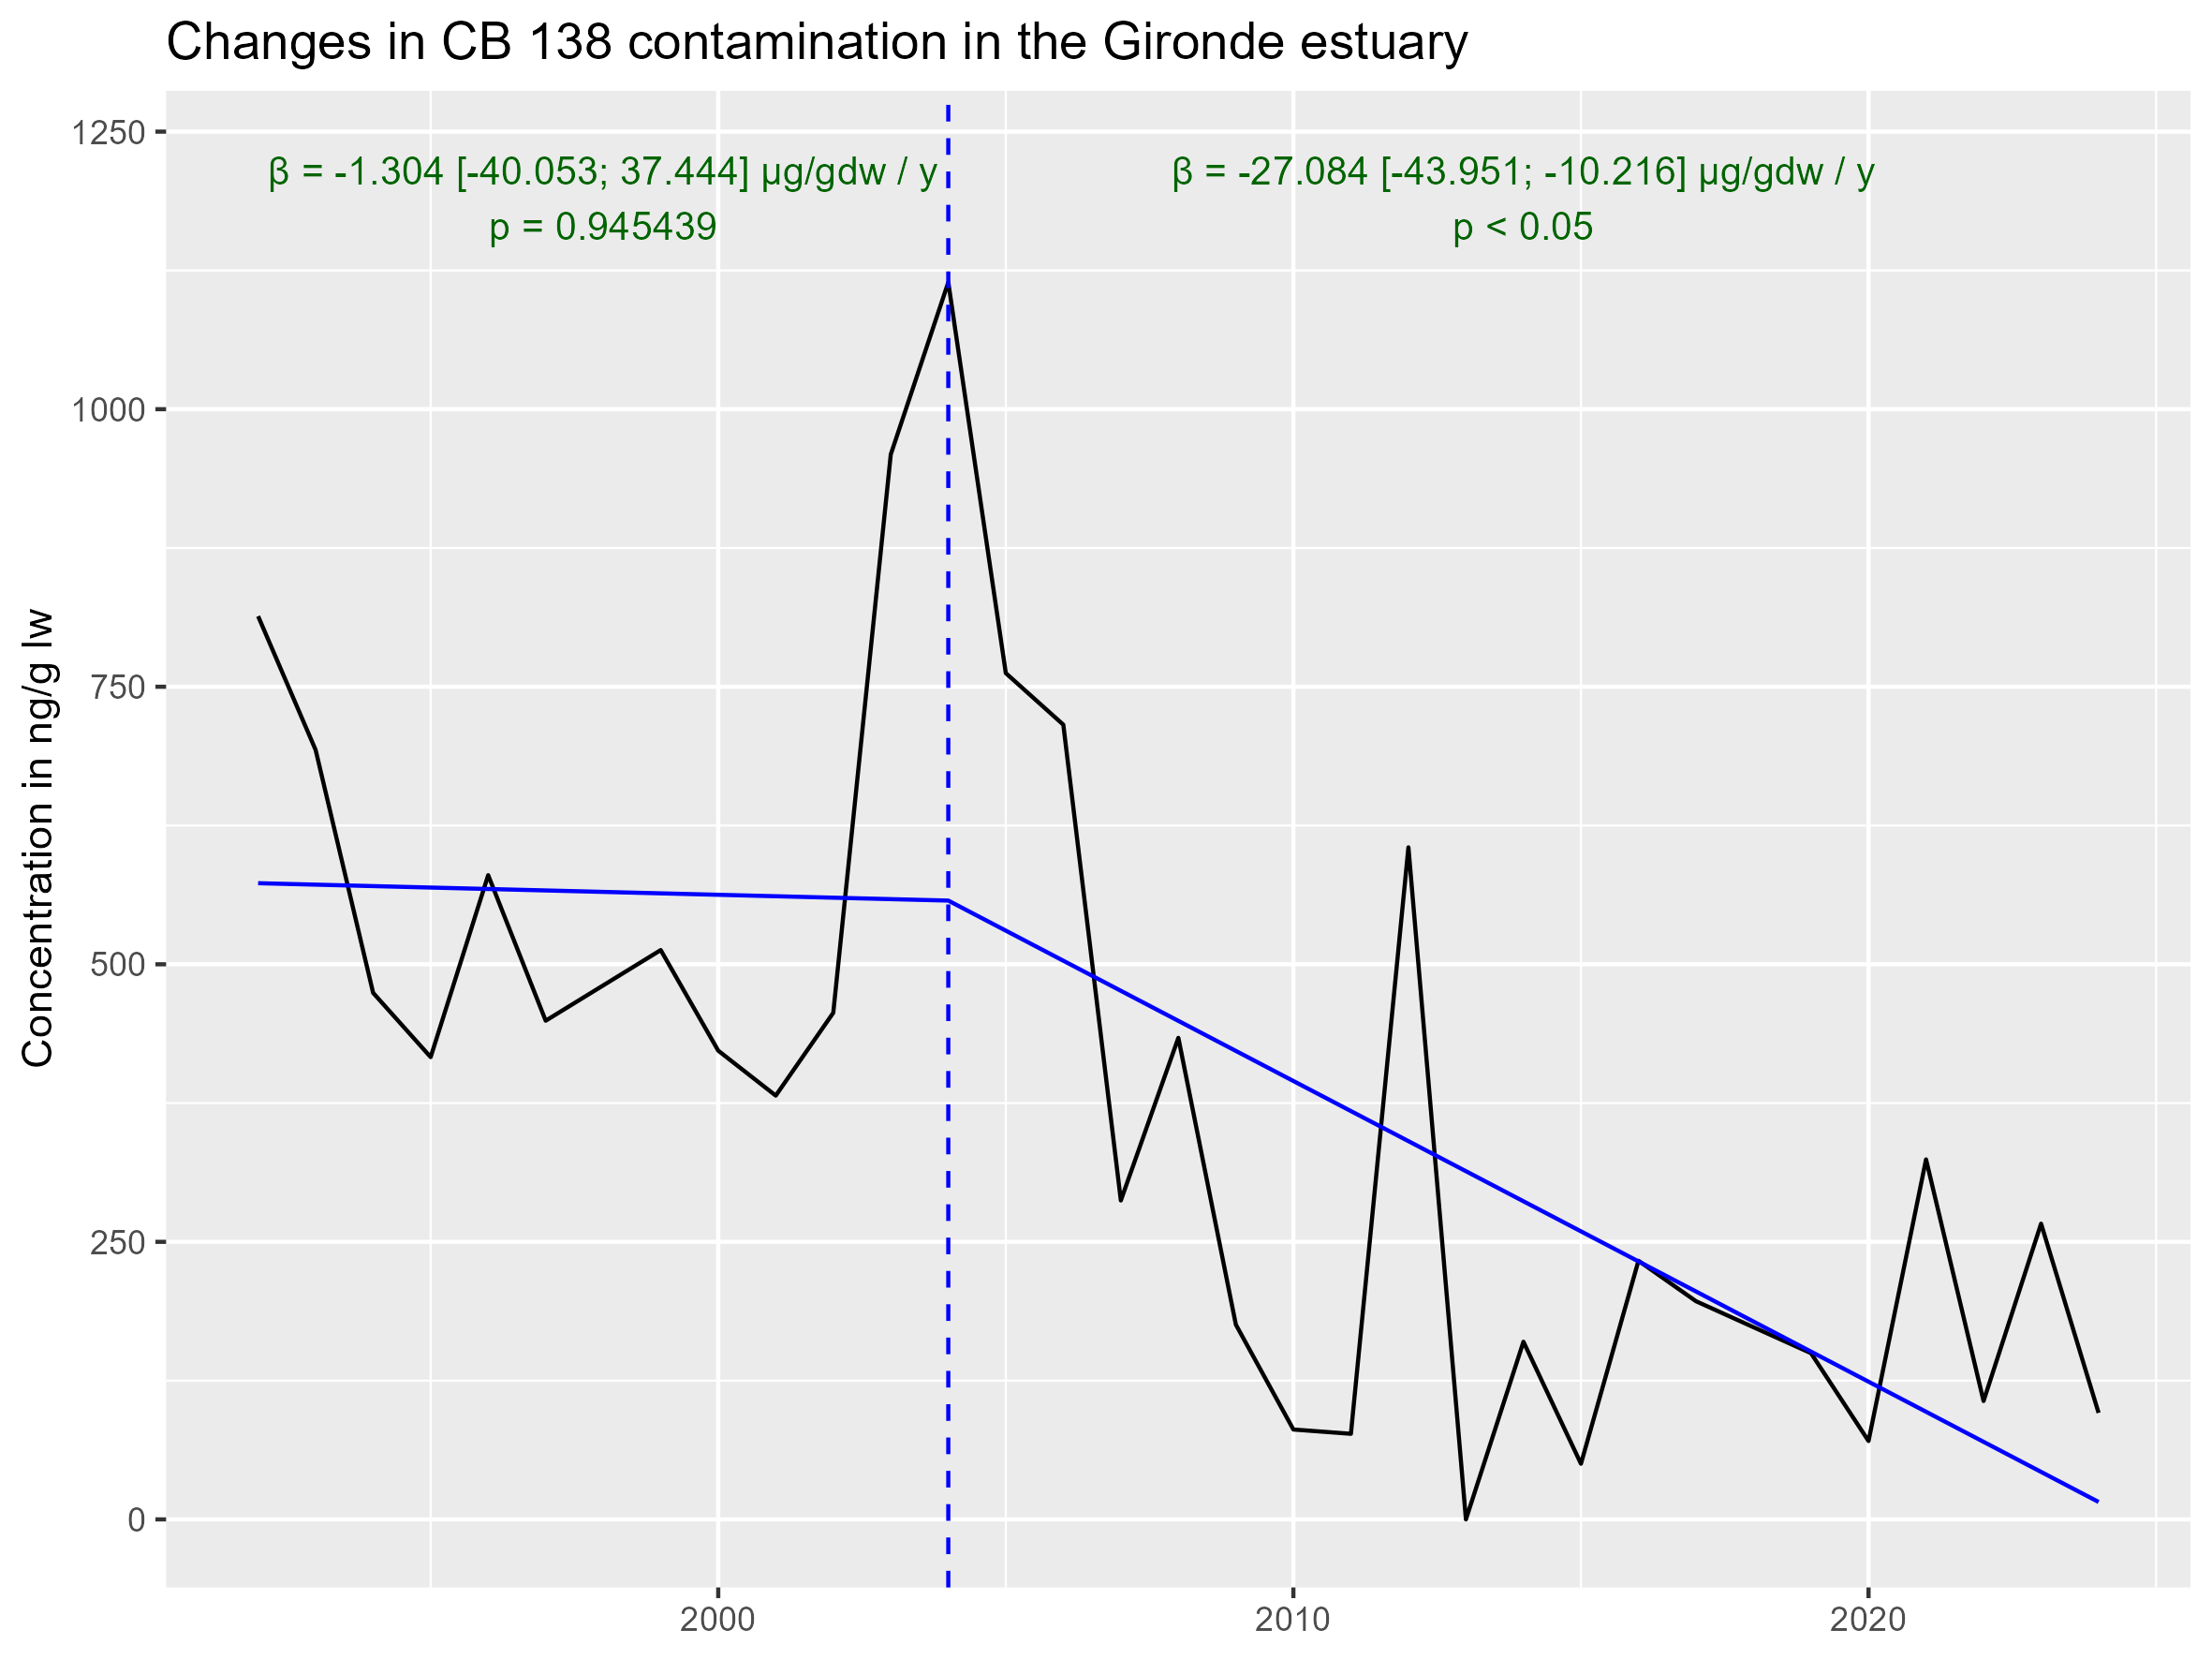 Changes in CB 138 contamination in the Gironde estuary
β = -1.304 [-40.053; 37.444] µg/gdw / y
p = 0.945439
β = -27.084 [-43.951; -10.216] µg/gdw / y
p < 0.05
Concentration in ng/g lw
1250
1000
750
500
250
0
2000
2010
2020